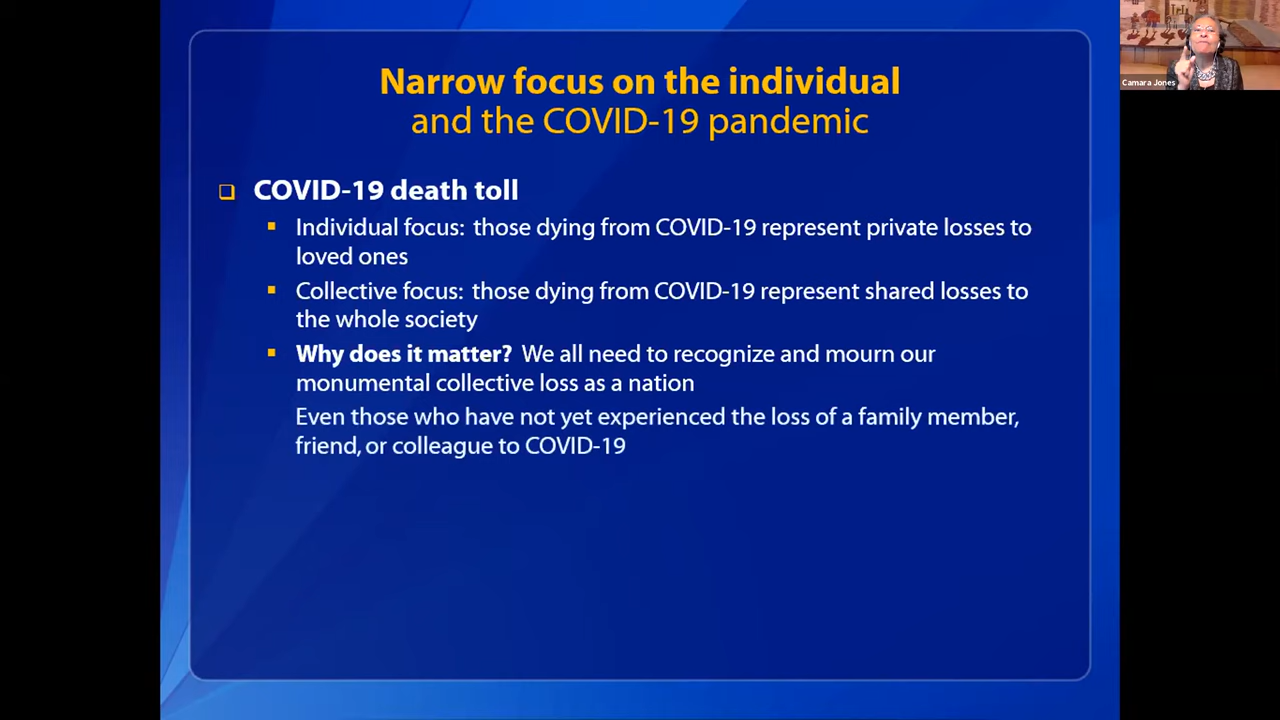 Narrow focus on the individual
and the COVID-19 pandemic
COVID-19 death toll
Individual focus: those dying from COVID-19 represent private losses to
loved ones
Collective focus: those dying from COVID-19 represent shared losses to
the whole society
Why does it matter? We all need to recognize and mourn our
monumental collective loss as a nation
Even those who have not yet experienced the loss of a family member,
friend, or colleague to COVID-19
Camara Jones